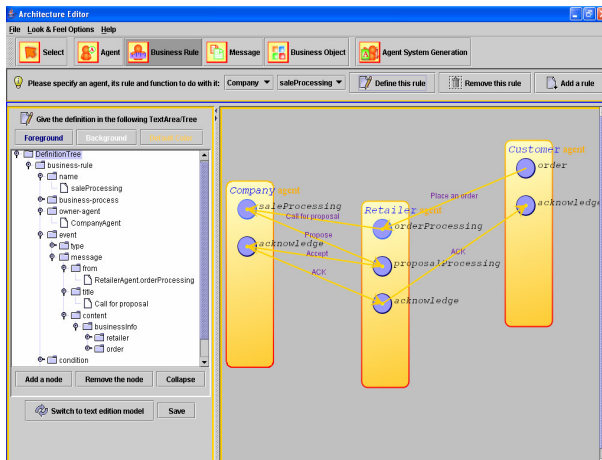 Architecture Editor
File Look & Feel Options Help
Select Agent Business Rule Message Business Object Agent System Generation
Please specify an agent, its rule and function to do with it: Company saleProcessing Define this rule Remove this rule Add a rule
Give the definition in the following TextArea/Tree
Foreground Background
DefinitionTree
business-rule
name
saleProcessing
business-process
owner-agent
CompanyAgent
event
type
message
from
RetailerAgent.orderProcessing
title
Call for proposal
content
businessInfo
retailer
order
condition
Add a node Remove the node Collapse
Switch to text edition model Save
Customer agent
order
acknowledge
Company agent
saleProcessing
acknowledge
Retailer agent
orderProcessing
proposalProcessing
acknowledge
Place an order
Call for proposal
Propose
Accept
ACK
ACK